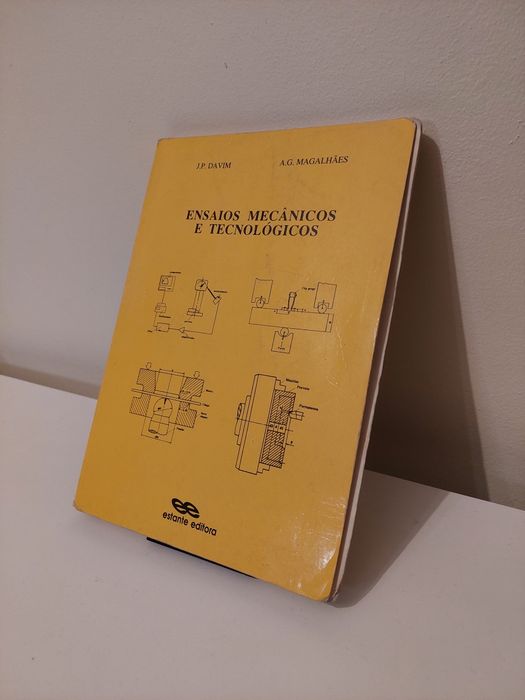 J.P. DAVIM
A.G. MAGALHÃES
ENSAIOS MECÂNICOS
E TECNOLÓGICOS
estante editora